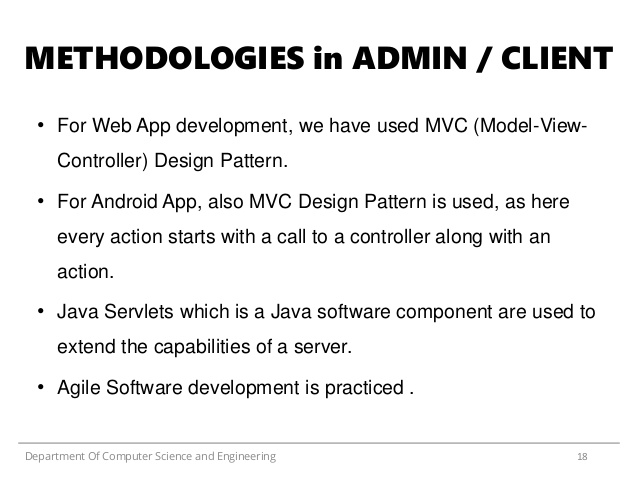 METHODOLOGIES in ADMIN / CLIENT
• For Web App development, we have used MVC (Model-View-
Controller) Design Pattern.
• For Android App, also MVC Design Pattern is used, as here
every action starts with a call to a controller along with an
action.
• Java Servlets which is a Java software component are used to
extend the capabilities of a server.
• Agile Software development is practiced .
Department Of Computer Science and Engineering 18